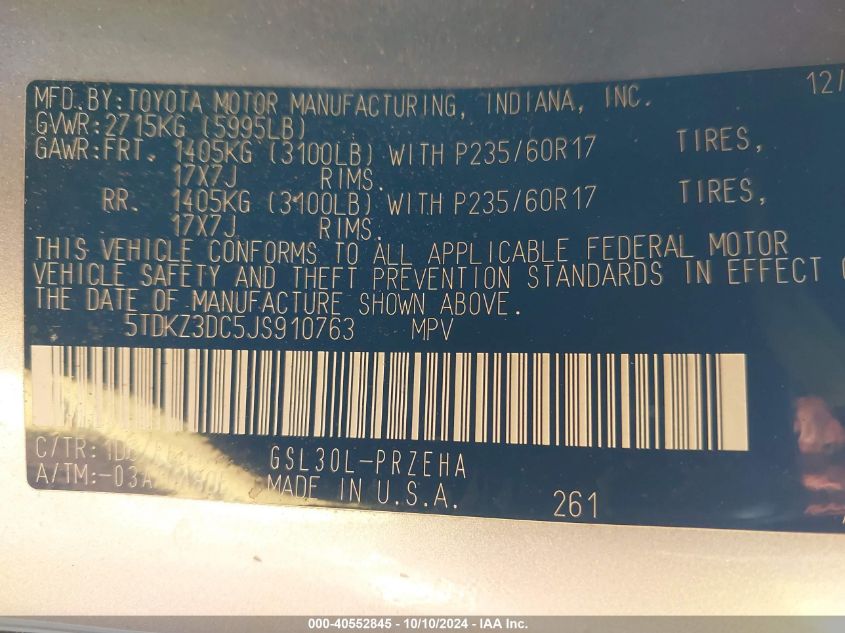 MFD. BY: TOYOTA MOTOR MANUFACTURING, INDIANA, INC. 12/
GVWR: 2715KG (5995LB)
GAWR: FRT. 1405KG (3100LB) WITH P235/60R17 TIRES,
17X7J RIMS.
RR. 1405KG (3100LB) WITH P235/60R17 TIRES,
17X7J RIMS.
THIS VEHICLE CONFORMS TO ALL APPLICABLE FEDERAL MOTOR
VEHICLE SAFETY AND THEFT PREVENTION STANDARDS IN EFFECT
THE DATE OF MANUFACTURE SHOWN ABOVE.
5TDKZ3DC5JS910763 MPV
C/TR: GSL30L-PRZEHA
A/TM: MADE IN U.S.A. 261
000-40552845 - 10/10/2024 - IAA Inc.